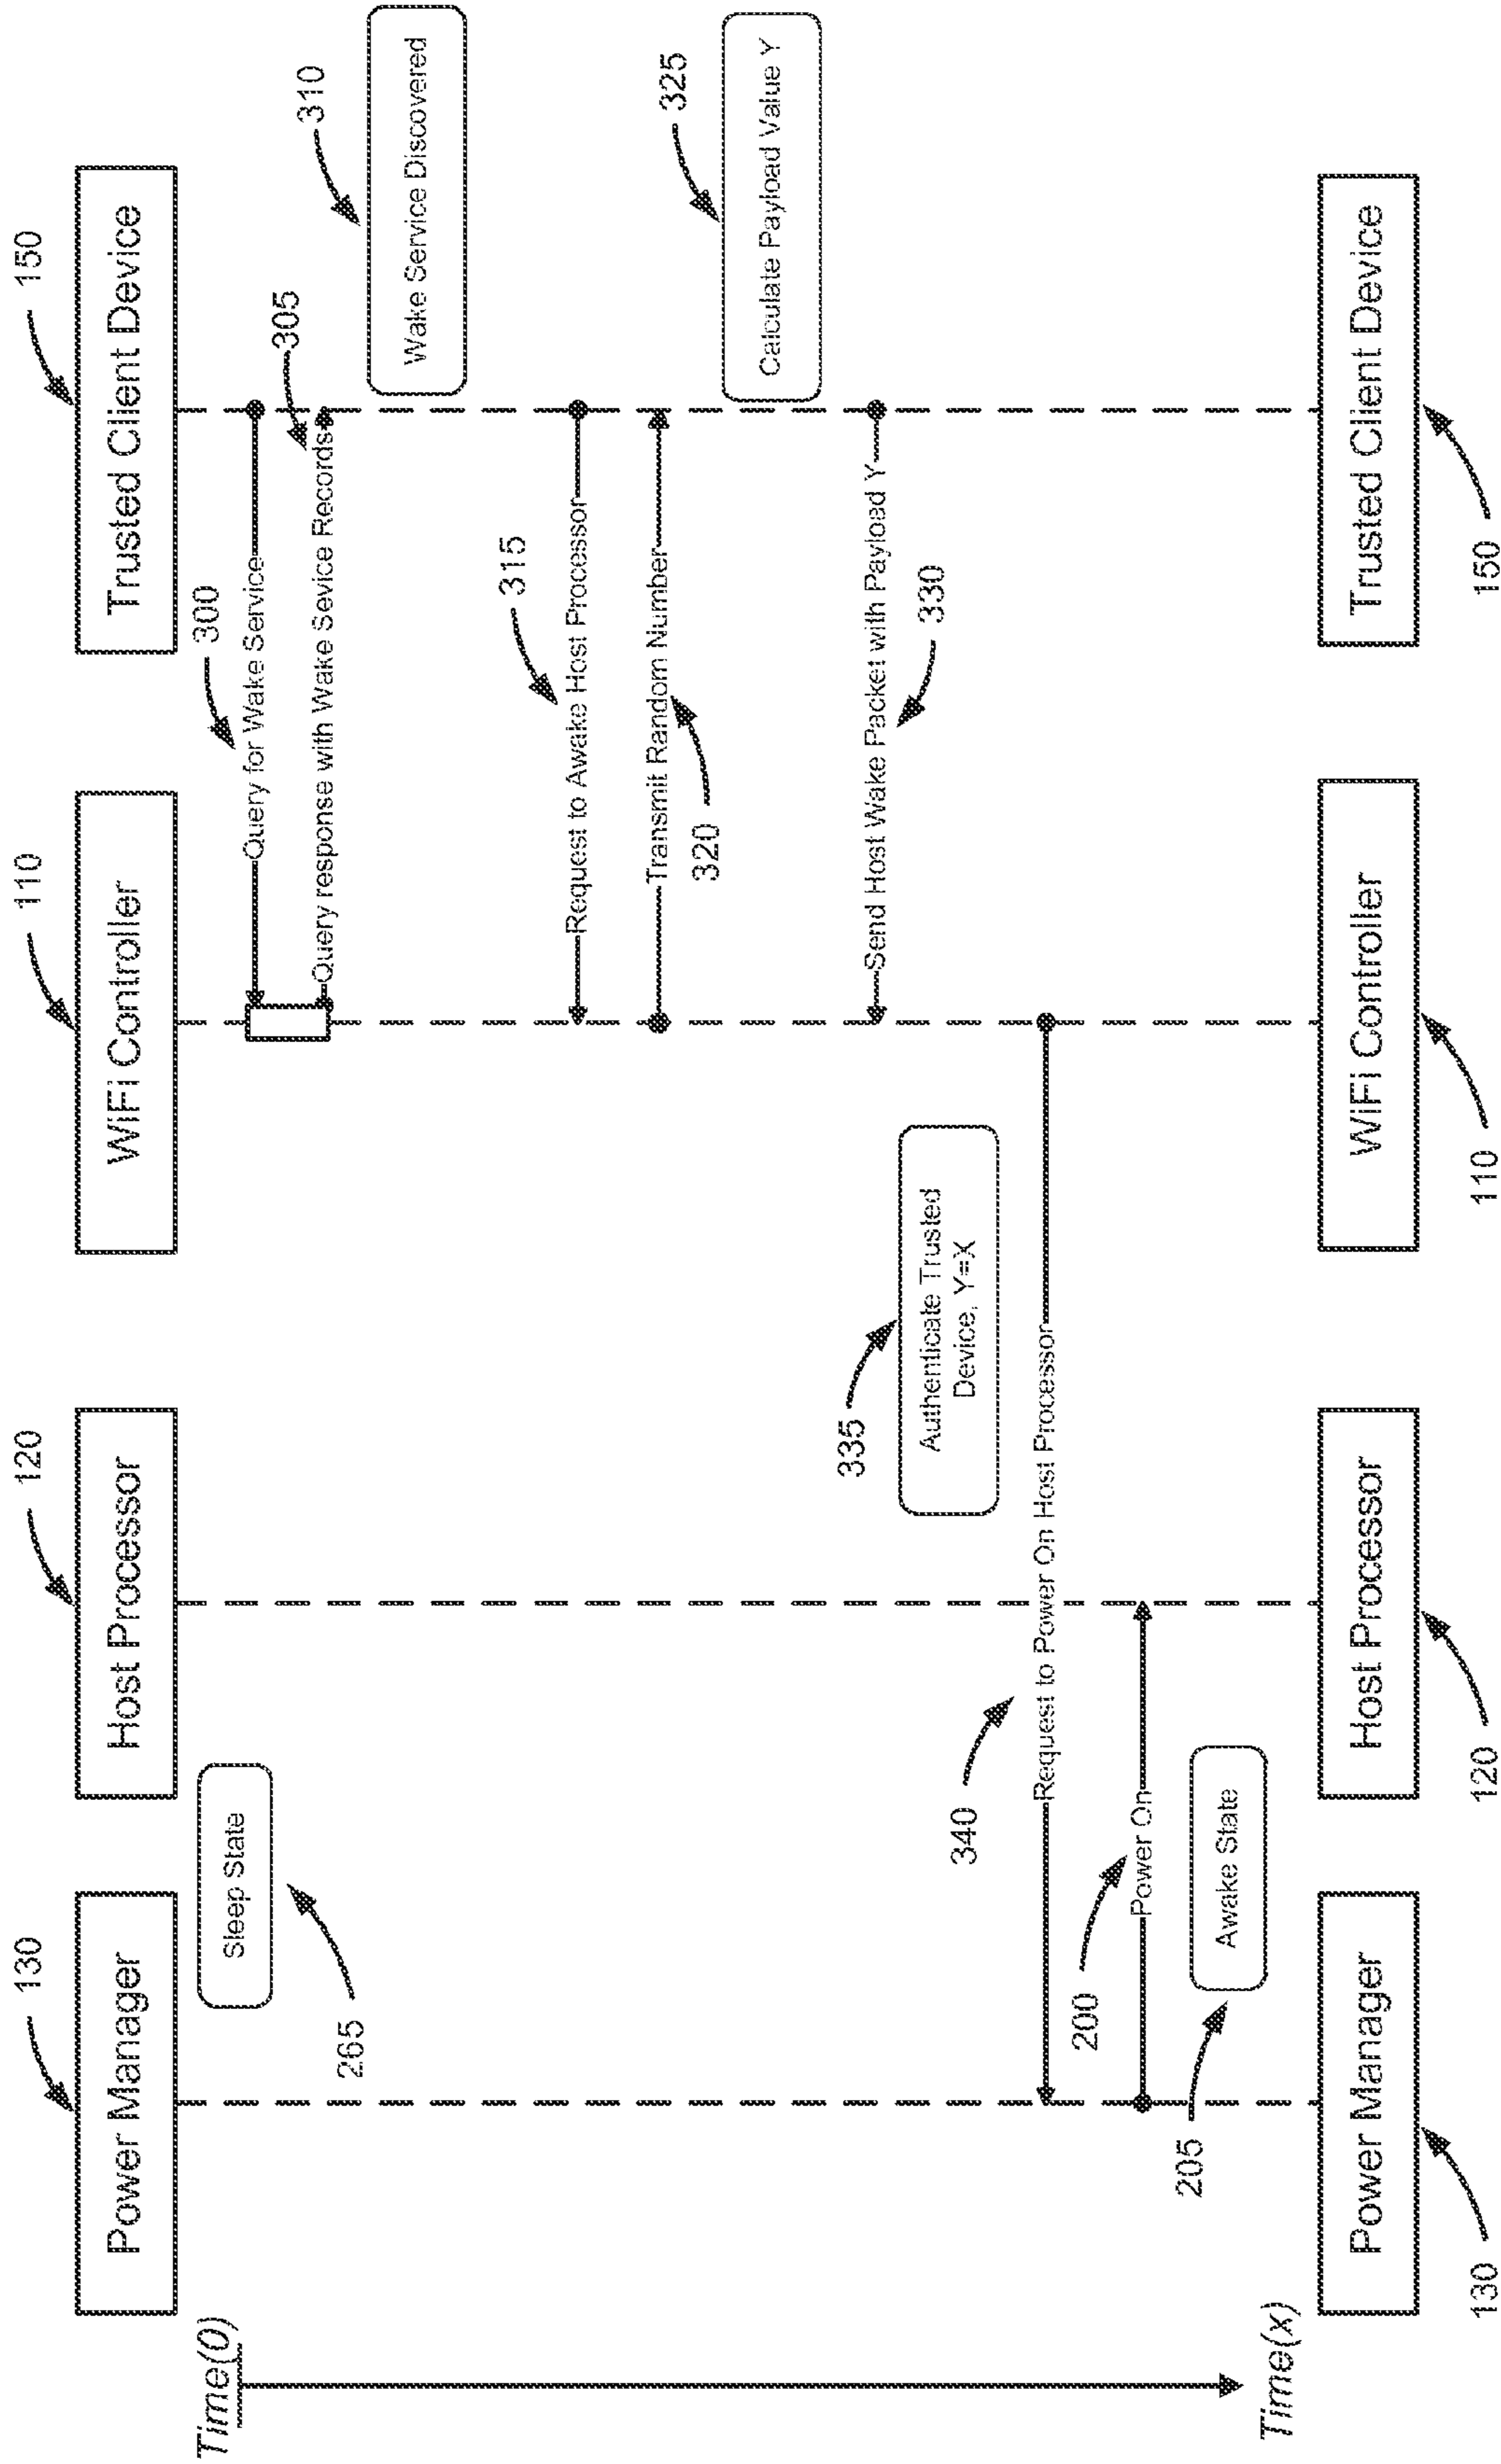 130
120
110
150
Power Manager
Host Processor
WiFi Controller
Trusted Client Device
Time(0)
Sleep State
265
300
Query for Wake Service
305
Query response with Wake Sevice Records
310
Wake Service Discovered
315
Request to Awake Host Processor
Transmit Random Number
320
325
Calculate Payload Value Y
Send Host Wake Packet with Payload Y
330
335
Authenticate Trusted
Device, Y=X
340
Request to Power On Host Processor
200
Power On
205
Awake State
Time(x)
Power Manager
Host Processor
WiFi Controller
Trusted Client Device
130
120
110
150